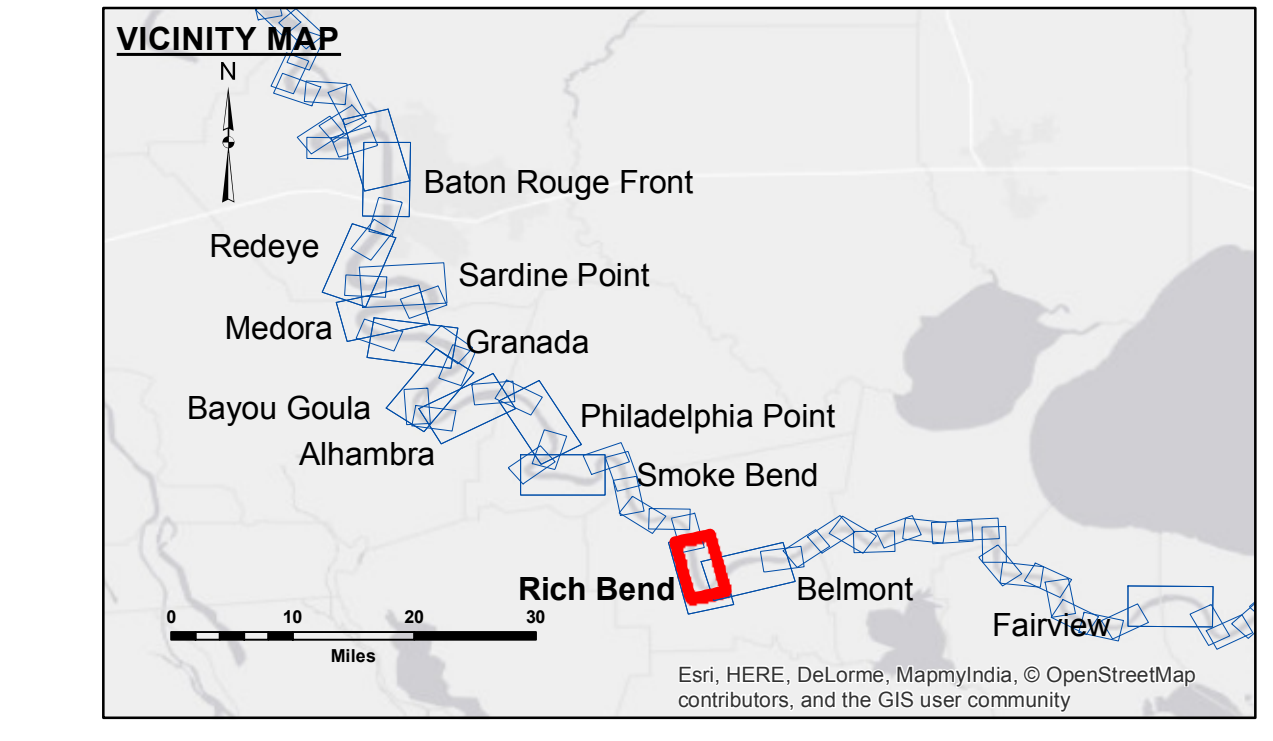 VICINITY MAP
N
Baton Rouge Front
Redeye
Sardine Point
Medora
Granada
Bayou Goula
Philadelphia Point
Alhambra
Smoke Bend
Rich Bend
Belmont
Fairview
0 10 20 30
Miles
Esri, HERE, DeLorme, MapmyIndia, © OpenStreetMap
contributors, and the GIS user community